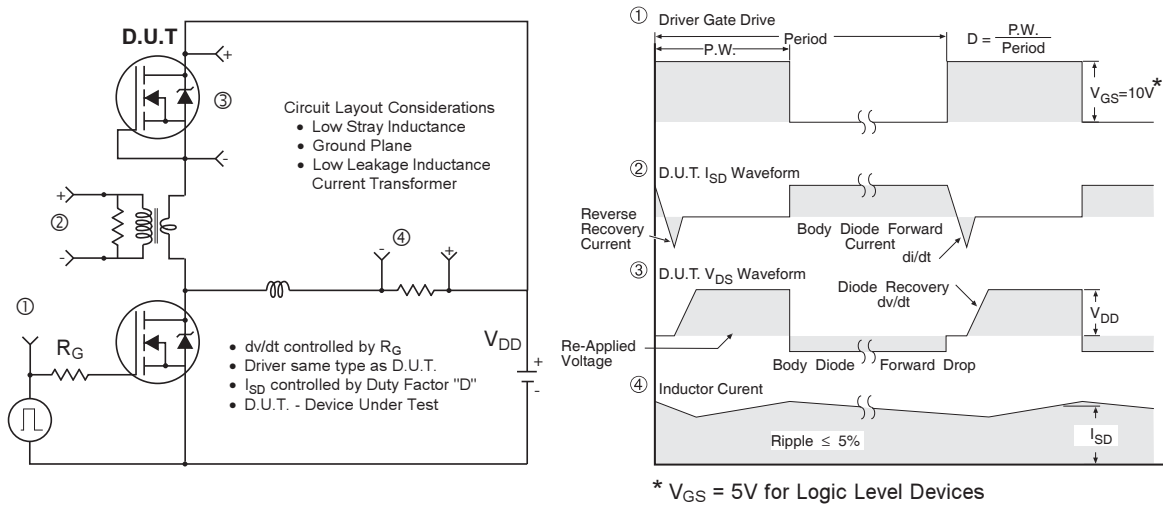 D.U.T
+
③
-
Circuit Layout Considerations
• Low Stray Inductance
• Ground Plane
• Low Leakage Inductance
Current Transformer
+
②
-
④
-
+
①
R_G
• dv/dt controlled by R_G
• Driver same type as D.U.T.
• I_SD controlled by Duty Factor "D"
• D.U.T. - Device Under Test
V_DD
+
-
① Driver Gate Drive
P.W.
Period
D = P.W. / Period
V_GS=10V *
② D.U.T. I_SD Waveform
Reverse
Recovery
Current
Body Diode Forward
Current
di/dt
③ D.U.T. V_DS Waveform
Diode Recovery
dv/dt
V_DD
Re-Applied
Voltage
Body Diode Forward Drop
④ Inductor Curent
Ripple ≤ 5%
I_SD
* V_GS = 5V for Logic Level Devices